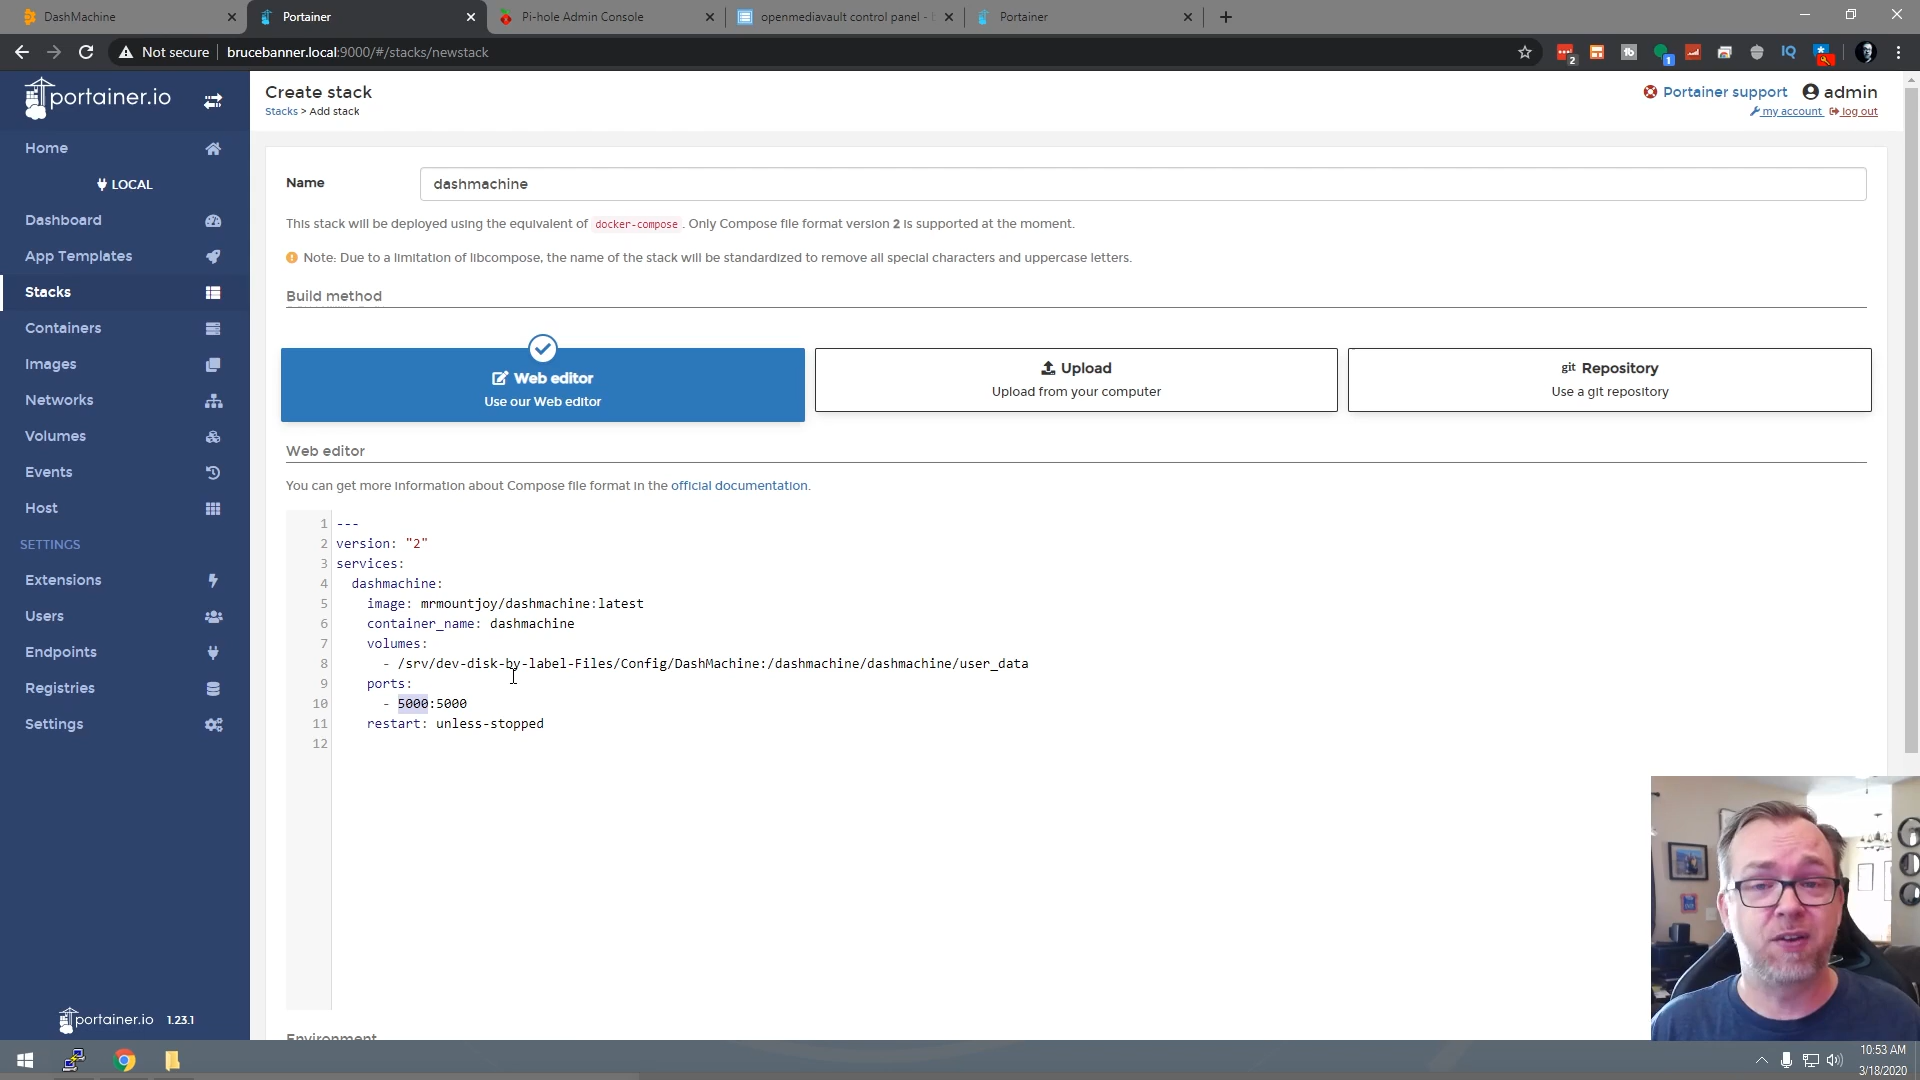 DashMachine
Portainer
Pi-hole Admin Console
openmediavault control panel -
Portainer
Not secure
brucebanner.local:9000/#/stacks/newstack
2
1
IQ
portainer.io
Create stack
Stacks > Add stack
Portainer support
admin
my account
log out
Home
LOCAL
Dashboard
App Templates
Stacks
Containers
Images
Networks
Volumes
Events
Host
SETTINGS
Extensions
Users
Endpoints
Registries
Settings
portainer.io 1.23.1
Name
dashmachine
This stack will be deployed using the equivalent of docker-compose . Only Compose file format version 2 is supported at the moment.
Note: Due to a limitation of libcompose, the name of the stack will be standardized to remove all special characters and uppercase letters.
Build method
Web editor
Use our Web editor
Upload
Upload from your computer
git Repository
Use a git repository
Web editor
You can get more information about Compose file format in the official documentation.
1 ---
2 version: "2"
3 services:
4 dashmachine:
5 image: mrmountjoy/dashmachine:latest
6 container_name: dashmachine
7 volumes:
8 - /srv/dev-disk-by-label-Files/Config/DashMachine:/dashmachine/dashmachine/user_data
9 ports:
10 - 5000:5000
11 restart: unless-stopped
12
Environment
10:53 AM
3/18/2020